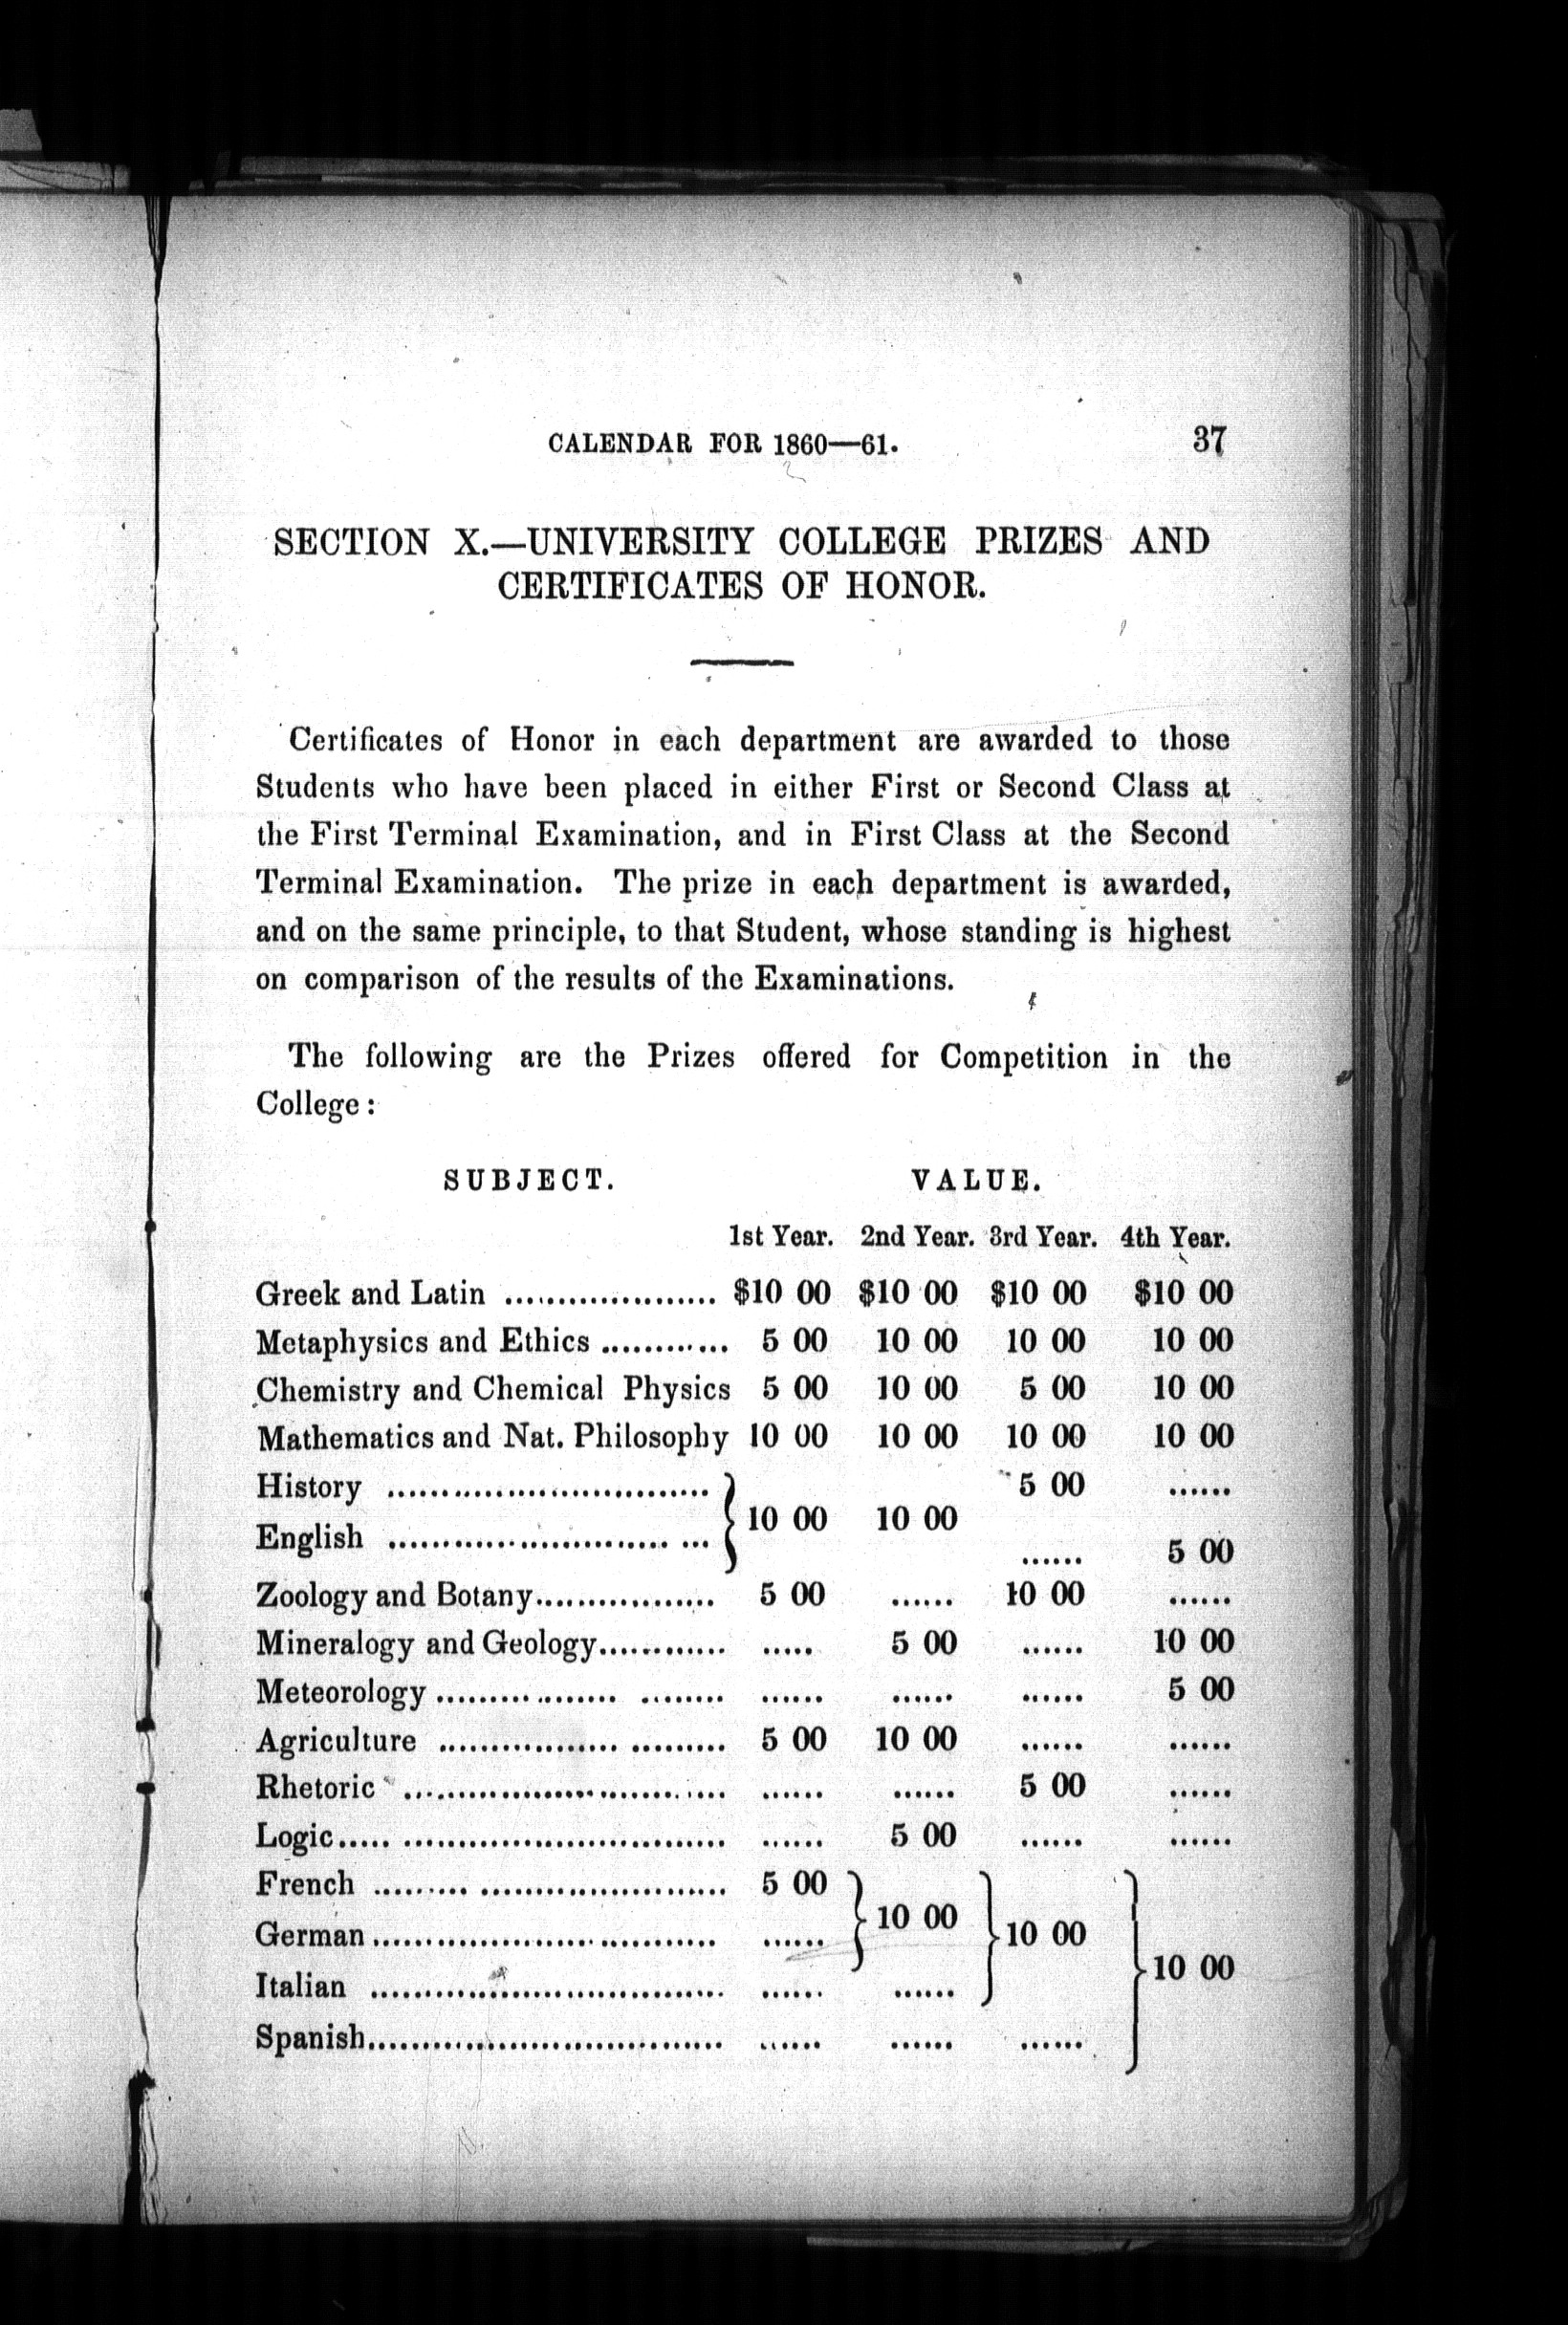 CALENDAR FOR 1860—61. 37
SECTION X.—UNIVERSITY COLLEGE PRIZES AND
CERTIFICATES OF HONOR.
Certificates of Honor in each department are awarded to those
Students who have been placed in either First or Second Class at
the First Terminal Examination, and in First Class at the Second
Terminal Examination. The prize in each department is awarded,
and on the same principle, to that Student, whose standing is highest
on comparison of the results of the Examinations.
The following are the Prizes offered for Competition in the
College:
SUBJECT. VALUE.
1st Year. 2nd Year. 3rd Year. 4th Year.
Greek and Latin .................... $10 00 $10 00 $10 00 $10 00
Metaphysics and Ethics ............ 5 00 10 00 10 00 10 00
Chemistry and Chemical Physics 5 00 10 00 5 00 10 00
Mathematics and Nat. Philosophy 10 00 10 00 10 00 10 00
History .............................. 5 00 ......
} 10 00 10 00
English .............................. ...... 5 00
Zoology and Botany................. 5 00 ...... 10 00 ......
Mineralogy and Geology............ ..... 5 00 ...... 10 00
Meteorology ................ ........ ...... ...... ...... 5 00
Agriculture ................. ......... 5 00 10 00 ...... ......
Rhetoric .............................. ...... ...... 5 00 ......
Logic..... .............................. ...... 5 00 ...... ......
French ......... ....................... 5 00
} 10 00
German................................ ...... } 10 00
} 10 00
Italian ................................. ...... ......
Spanish................................. ...... ...... ......